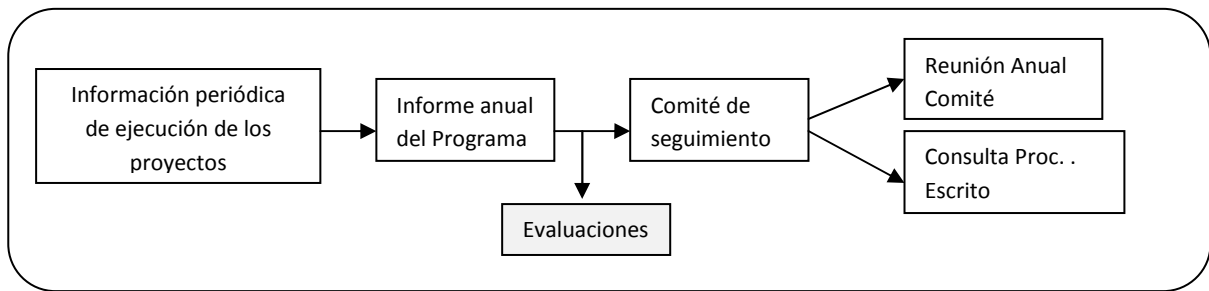 Información periódica
de ejecución de los
proyectos
Informe anual
del Programa
Comité de
seguimiento
Reunión Anual
Comité
Consulta Proc. .
Escrito
Evaluaciones